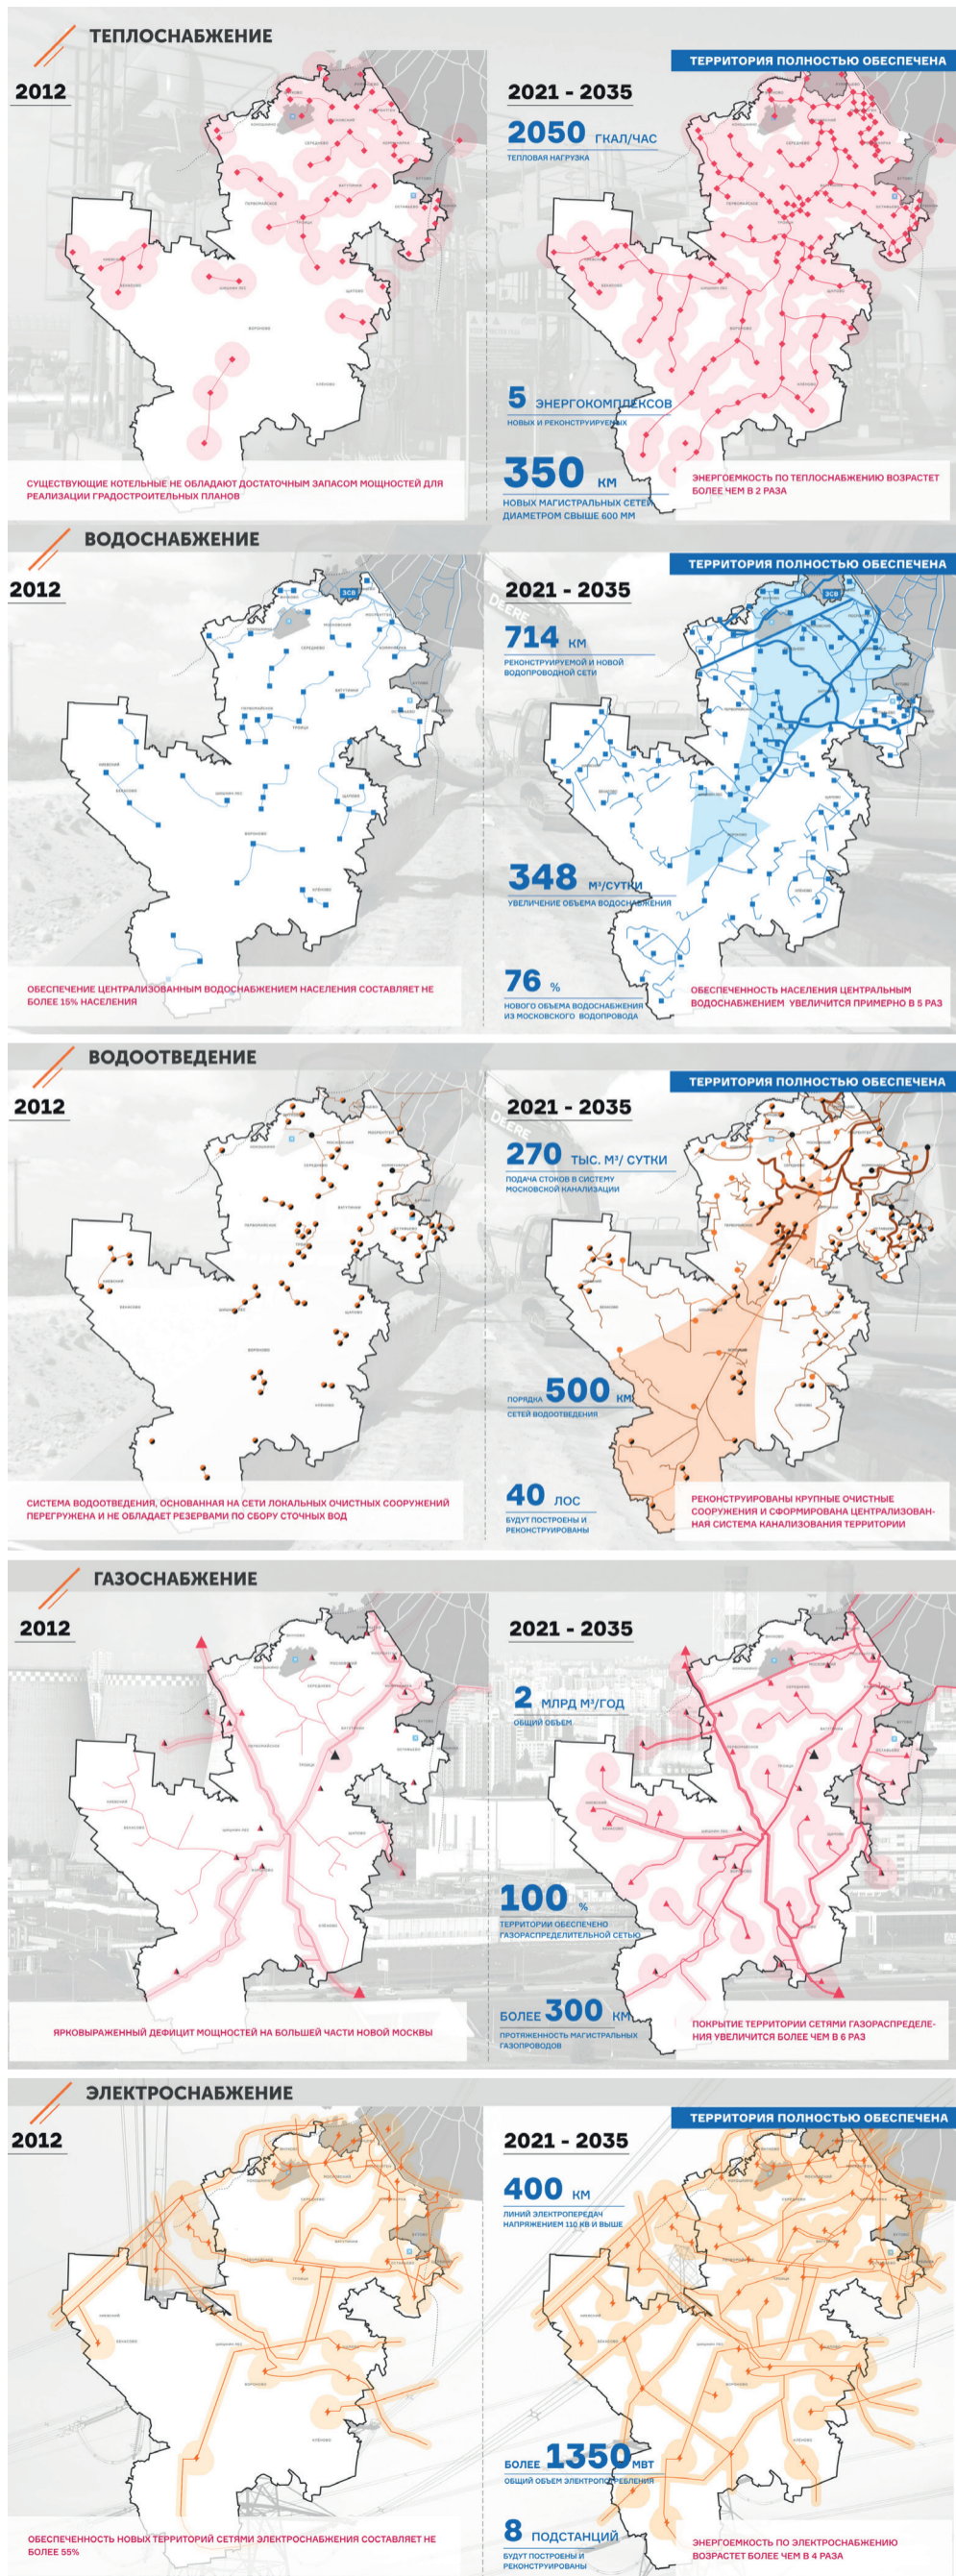 ТЕПЛОСНАБЖЕНИЕ
2012
СУЩЕСТВУЮЩИЕ КОТЕЛЬНЫЕ НЕ ОБЛАДАЮТ ДОСТАТОЧНЫМ ЗАПАСОМ МОЩНОСТЕЙ ДЛЯ
РЕАЛИЗАЦИИ ГРАДОСТРОИТЕЛЬНЫХ ПЛАНОВ
ТЕРРИТОРИЯ ПОЛНОСТЬЮ ОБЕСПЕЧЕНА
2021 - 2035
2050 ГКАЛ/ЧАС
ТЕПЛОВАЯ НАГРУЗКА
5 ЭНЕРГОКОМПЛЕКСОВ
НОВЫХ И РЕКОНСТРУИРУЕМЫХ
350 КМ
НОВЫХ МАГИСТРАЛЬНЫХ СЕТЕЙ
ДИАМЕТРОМ СВЫШЕ 600 ММ
ЭНЕРГОЕМКОСТЬ ПО ТЕПЛОСНАБЖЕНИЮ ВОЗРАСТЕТ
БОЛЕЕ ЧЕМ В 2 РАЗА
ВОДОСНАБЖЕНИЕ
2012
ЗСВ
ОБЕСПЕЧЕНИЕ ЦЕНТРАЛИЗОВАННЫМ ВОДОСНАБЖЕНИЕМ НАСЕЛЕНИЯ СОСТАВЛЯЕТ НЕ
БОЛЕЕ 15% НАСЕЛЕНИЯ
ТЕРРИТОРИЯ ПОЛНОСТЬЮ ОБЕСПЕЧЕНА
2021 - 2035
ЗСВ
714 КМ
РЕКОНСТРУИРУЕМОЙ И НОВОЙ
ВОДОПРОВОДНОЙ СЕТИ
348 М³/СУТКИ
УВЕЛИЧЕНИЕ ОБЪЕМА ВОДОСНАБЖЕНИЯ
76 %
НОВОГО ОБЪЕМА ВОДОСНАБЖЕНИЯ
ИЗ МОСКОВСКОГО ВОДОПРОВОДА
ОБЕСПЕЧЕННОСТЬ НАСЕЛЕНИЯ ЦЕНТРАЛЬНЫМ
ВОДОСНАБЖЕНИЕМ УВЕЛИЧИТСЯ ПРИМЕРНО В 5 РАЗ
ВОДООТВЕДЕНИЕ
2012
СИСТЕМА ВОДООТВЕДЕНИЯ, ОСНОВАННАЯ НА СЕТИ ЛОКАЛЬНЫХ ОЧИСТНЫХ СООРУЖЕНИЙ
ПЕРЕГРУЖЕНА И НЕ ОБЛАДАЕТ РЕЗЕРВАМИ ПО СБОРУ СТОЧНЫХ ВОД
ТЕРРИТОРИЯ ПОЛНОСТЬЮ ОБЕСПЕЧЕНА
2021 - 2035
270 ТЫС. М³/ СУТКИ
ПОДАЧА СТОКОВ В СИСТЕМУ
МОСКОВСКОЙ КАНАЛИЗАЦИИ
ПОРЯДКА 500 КМ
СЕТЕЙ ВОДООТВЕДЕНИЯ
40 ЛОС
БУДУТ ПОСТРОЕНЫ И
РЕКОНСТРУИРОВАНЫ
РЕКОНСТРУИРОВАНЫ КРУПНЫЕ ОЧИСТНЫЕ
СООРУЖЕНИЯ И СФОРМИРОВАНА ЦЕНТРАЛИЗОВАН-
НАЯ СИСТЕМА КАНАЛИЗОВАНИЯ ТЕРРИТОРИИ
ГАЗОСНАБЖЕНИЕ
2012
ЯРКОВЫРАЖЕННЫЙ ДЕФИЦИТ МОЩНОСТЕЙ НА БОЛЬШЕЙ ЧАСТИ НОВОЙ МОСКВЫ
2021 - 2035
2 МЛРД М³/ГОД
ОБЩИЙ ОБЪЕМ
100 %
ТЕРРИТОРИИ ОБЕСПЕЧЕНО
ГАЗОРАСПРЕДЕЛИТЕЛЬНОЙ СЕТЬЮ
БОЛЕЕ 300 КМ
ПРОТЯЖЕННОСТЬ МАГИСТРАЛЬНЫХ
ГАЗОПРОВОДОВ
ПОКРЫТИЕ ТЕРРИТОРИИ СЕТЯМИ ГАЗОРАСПРЕДЕЛЕ-
НИЯ УВЕЛИЧИТСЯ БОЛЕЕ ЧЕМ В 6 РАЗ
ЭЛЕКТРОСНАБЖЕНИЕ
2012
ОБЕСПЕЧЕННОСТЬ НОВЫХ ТЕРРИТОРИЙ СЕТЯМИ ЭЛЕКТРОСНАБЖЕНИЯ СОСТАВЛЯЕТ НЕ
БОЛЕЕ 55%
ТЕРРИТОРИЯ ПОЛНОСТЬЮ ОБЕСПЕЧЕНА
2021 - 2035
400 КМ
ЛИНИЙ ЭЛЕКТРОПЕРЕДАЧ
НАПРЯЖЕНИЕМ 110 КВ И ВЫШЕ
БОЛЕЕ 1350 МВТ
ОБЩИЙ ОБЪЕМ ЭЛЕКТРОПОТРЕБЛЕНИЯ
8 ПОДСТАНЦИЙ
БУДУТ ПОСТРОЕНЫ И
РЕКОНСТРУИРОВАНЫ
ЭНЕРГОЕМКОСТЬ ПО ЭЛЕКТРОСНАБЖЕНИЮ
ВОЗРАСТЕТ БОЛЕЕ ЧЕМ В 4 РАЗА